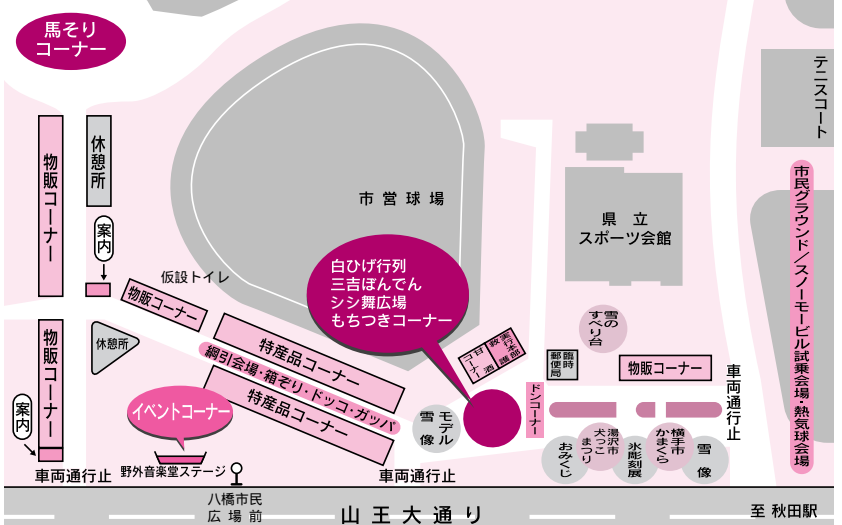 馬そり
コーナー
テニスコート
物販コーナー
休憩所
市営球場
県立
スポーツ会館
市民グラウンド／スノーモービル試乗会場・熱気球会場
案内
仮設トイレ
白ひげ行列
三吉ぼんでん
シシ舞広場
もちつきコーナー
物販コーナー
物販コーナー
休憩所
特産品コーナー
綱引会場・箱ぞり・ドッコ・ガッパ
特産品コーナー
実行本部
救護
甘酒
コーナー
雪の
すべり台
臨時
郵便局
物販コーナー
車両通行止
案内
イベントコーナー
モデル
雪像
ドンコーナー
おみくじ
湯沢市
犬っこ
まつり
氷彫刻展
横手市
かまくら
雪像
車両通行止
野外音楽堂ステージ
車両通行止
八橋市民
広場前
山王大通り
至 秋田駅